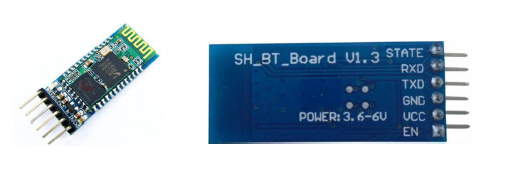 SH_BT_Board V1.3
STATE
RXD
TXD
GND
POWER:3.6-6V
VCC
EN